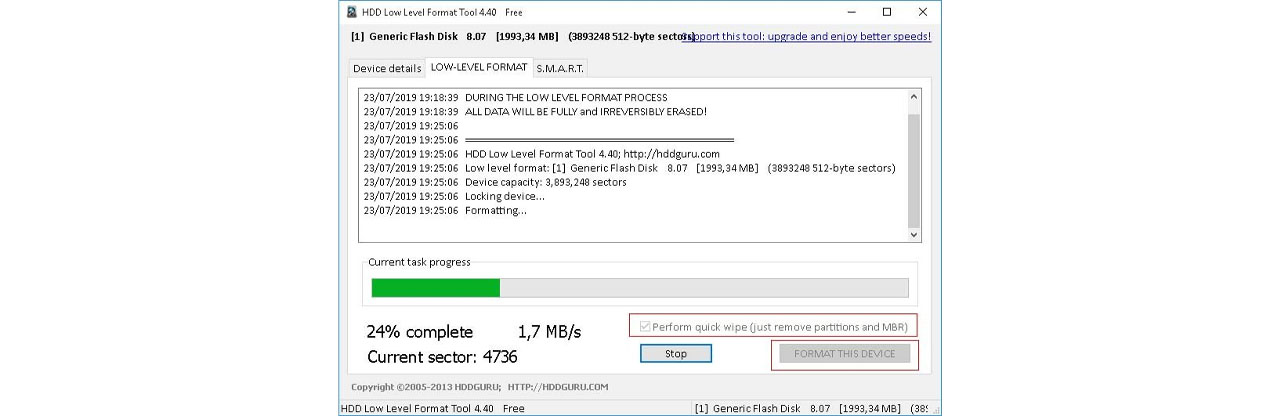 HDD Low Level Format Tool 4.40 Free
[1] Generic Flash Disk 8.07 [1993,34 MB] (3893248 512-byte sectors) Support this tool: upgrade and enjoy better speeds!
Device details LOW-LEVEL FORMAT S.M.A.R.T.
23/07/2019 19:18:39 DURING THE LOW LEVEL FORMAT PROCESS
23/07/2019 19:18:39 ALL DATA WILL BE FULLY and IRREVERSIBLY ERASED!
23/07/2019 19:25:06
23/07/2019 19:25:06
23/07/2019 19:25:06 HDD Low Level Format Tool 4.40; http://hddguru.com
23/07/2019 19:25:06 Low level format: [1] Generic Flash Disk 8.07 [1993,34 MB] (3893248 512-byte sectors)
23/07/2019 19:25:06 Device capacity: 3,893,248 sectors
23/07/2019 19:25:06 Locking device...
23/07/2019 19:25:06 Formatting...
Current task progress
24% complete 1,7 MB/s
Perform quick wipe (just remove partitions and MBR)
Current sector: 4736
Stop FORMAT THIS DEVICE
Copyright ©2005-2013 HDDGURU; HTTP://HDDGURU.COM
HDD Low Level Format Tool 4.40 Free [1] Generic Flash Disk 8.07 [1993,34 MB] (389